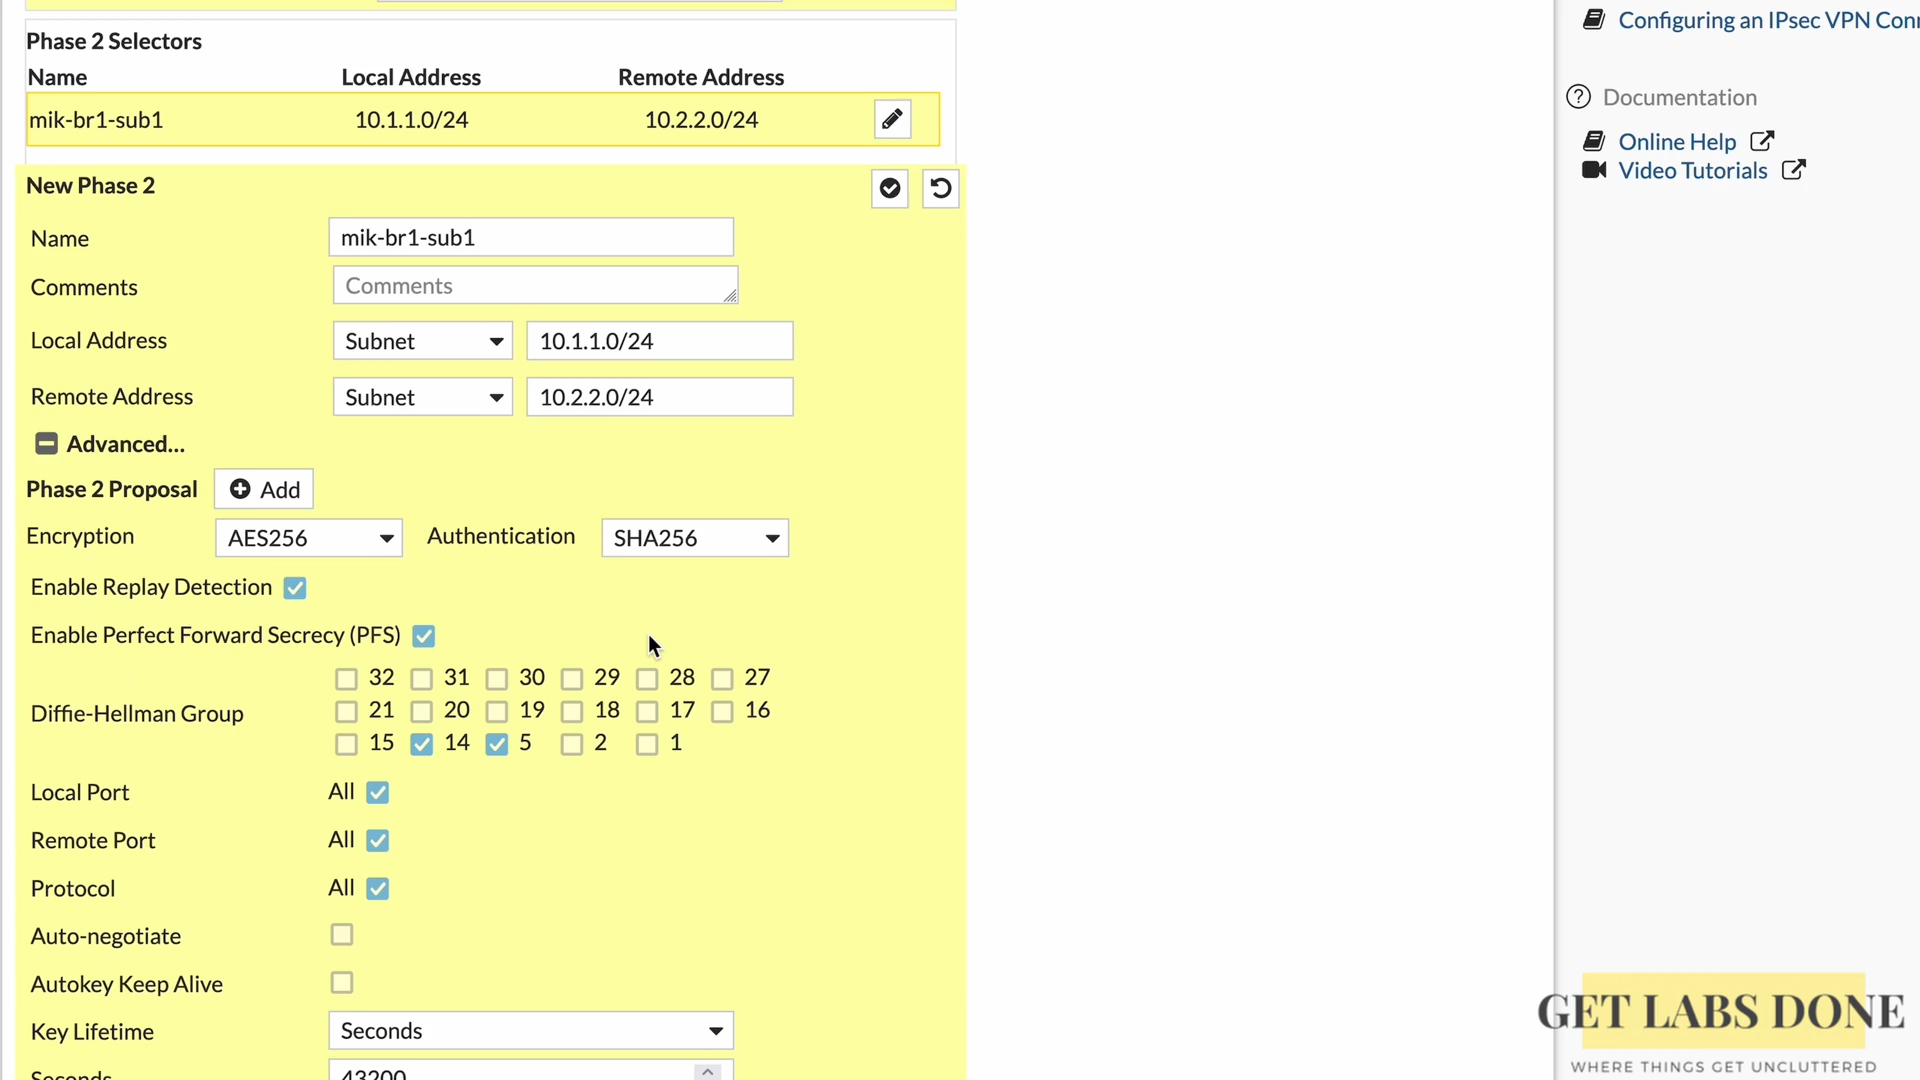 Phase 2 Selectors
Name Local Address Remote Address
mik-br1-sub1 10.1.1.0/24 10.2.2.0/24
New Phase 2
Name mik-br1-sub1
Comments Comments
Local Address Subnet 10.1.1.0/24
Remote Address Subnet 10.2.2.0/24
Advanced...
Phase 2 Proposal Add
Encryption AES256 Authentication SHA256
Enable Replay Detection
Enable Perfect Forward Secrecy (PFS)
32 31 30 29 28 27
Diffie-Hellman Group 21 20 19 18 17 16
15 14 5 2 1
Local Port All
Remote Port All
Protocol All
Auto-negotiate
Autokey Keep Alive
Key Lifetime Seconds
Seconds 43200
Configuring an IPsec VPN
Documentation
Online Help
Video Tutorials
GET LABS DONE
WHERE THINGS GET UNCLUTTERED